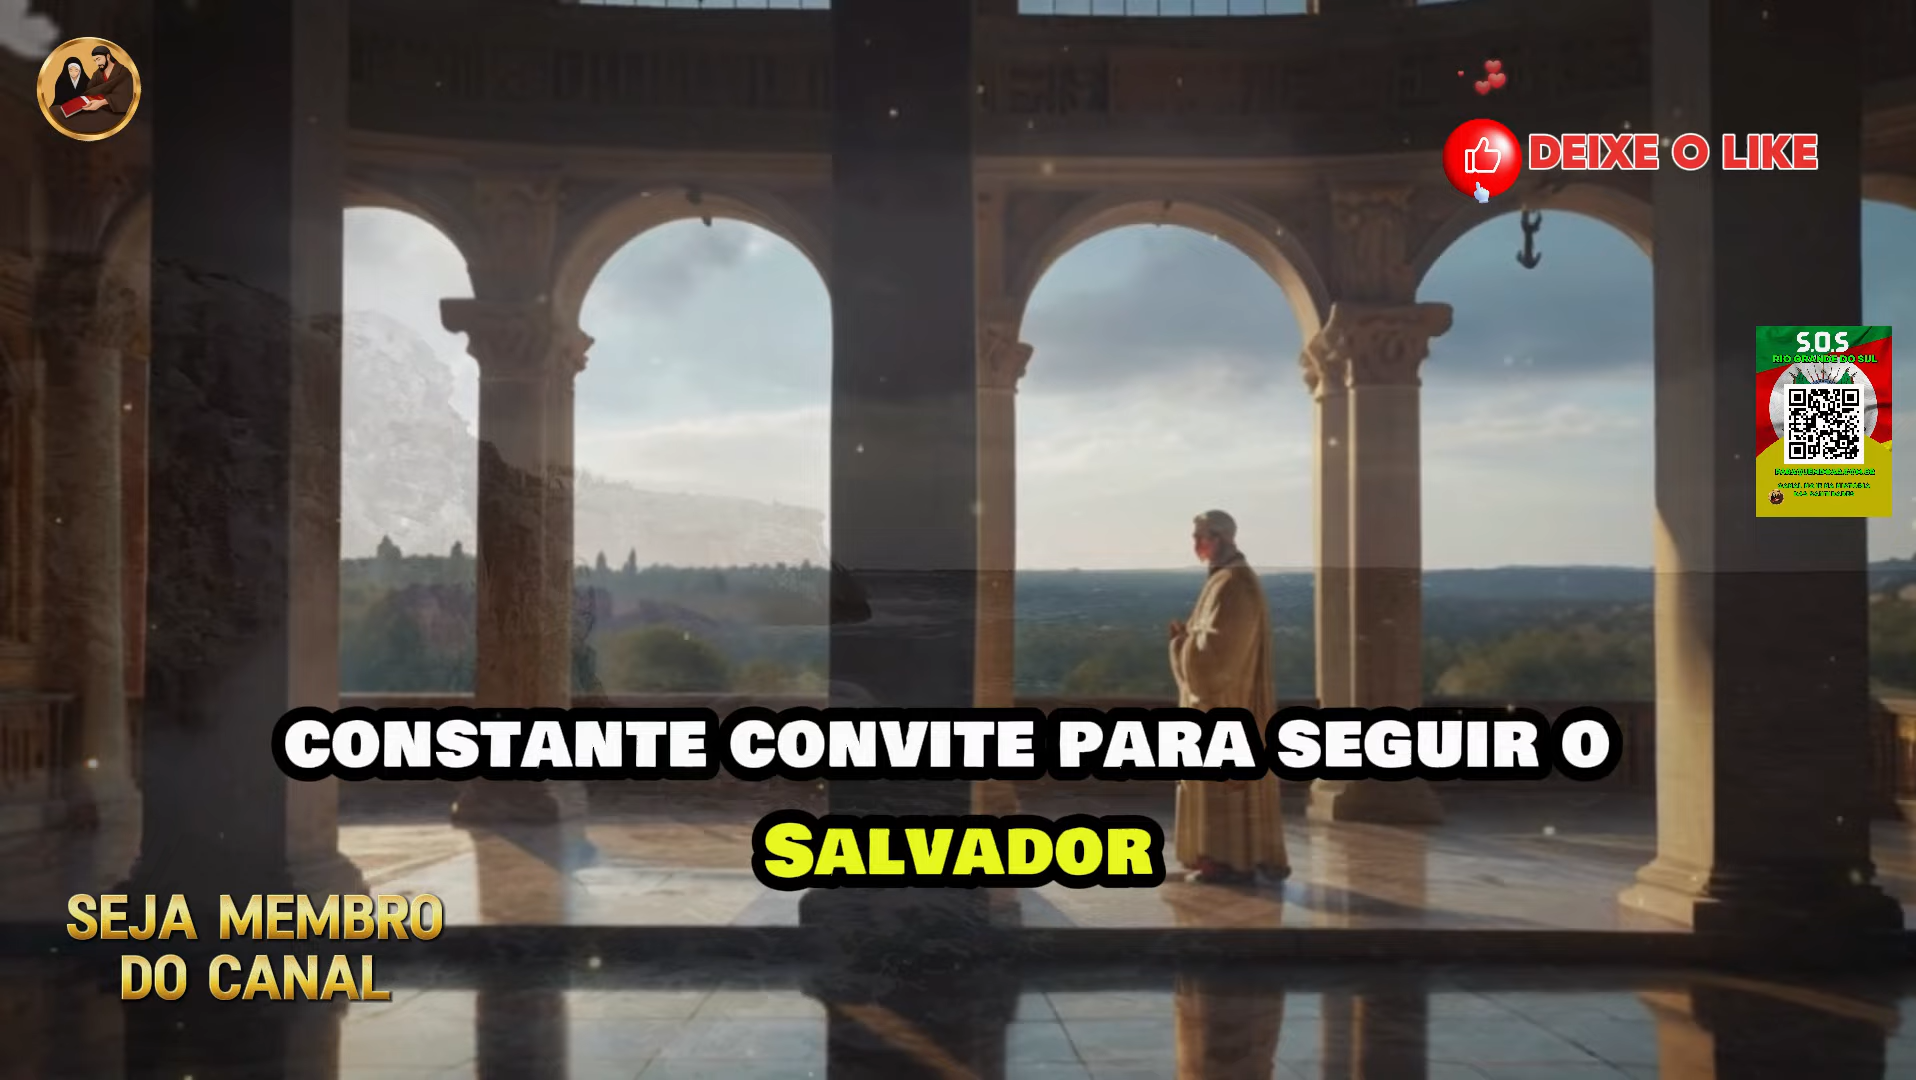 DEIXE O LIKE
S.O.S
RIO GRANDE DO SUL
CONSTANTE CONVITE PARA SEGUIR O
SALVADOR
SEJA MEMBRO
DO CANAL